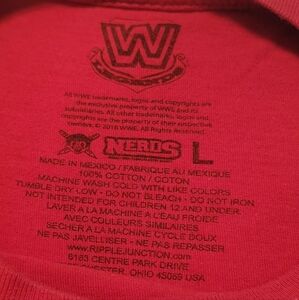 W
LEGENDS
All WWE trademarks, logos and copyrights are
the exclusive property of WWE and its
subsidiaries. All other trademarks, logos and
copyrights are the property of their respective
owners. © 2016 WWE. All Rights Reserved.
NERDS L
MADE IN MEXICO / FABRIQUE AU MEXIQUE
100% COTTON / COTON
MACHINE WASH COLD WITH LIKE COLORS
TUMBLE DRY LOW - DO NOT BLEACH - DO NOT IRON
NOT INTENDED FOR CHILDREN 12 AND UNDER
LAVER A LA MACHINE A L'EAU FROIDE
AVEC COULEURS SIMILAIRES
SECHER A LA MACHINE CYCLE DOUX
NE PAS JAVELLISER - NE PAS REPASSER
WWW.RIPPLEJUNCTION.COM
6163 CENTRE PARK DRIVE
OHIO 45069 USA